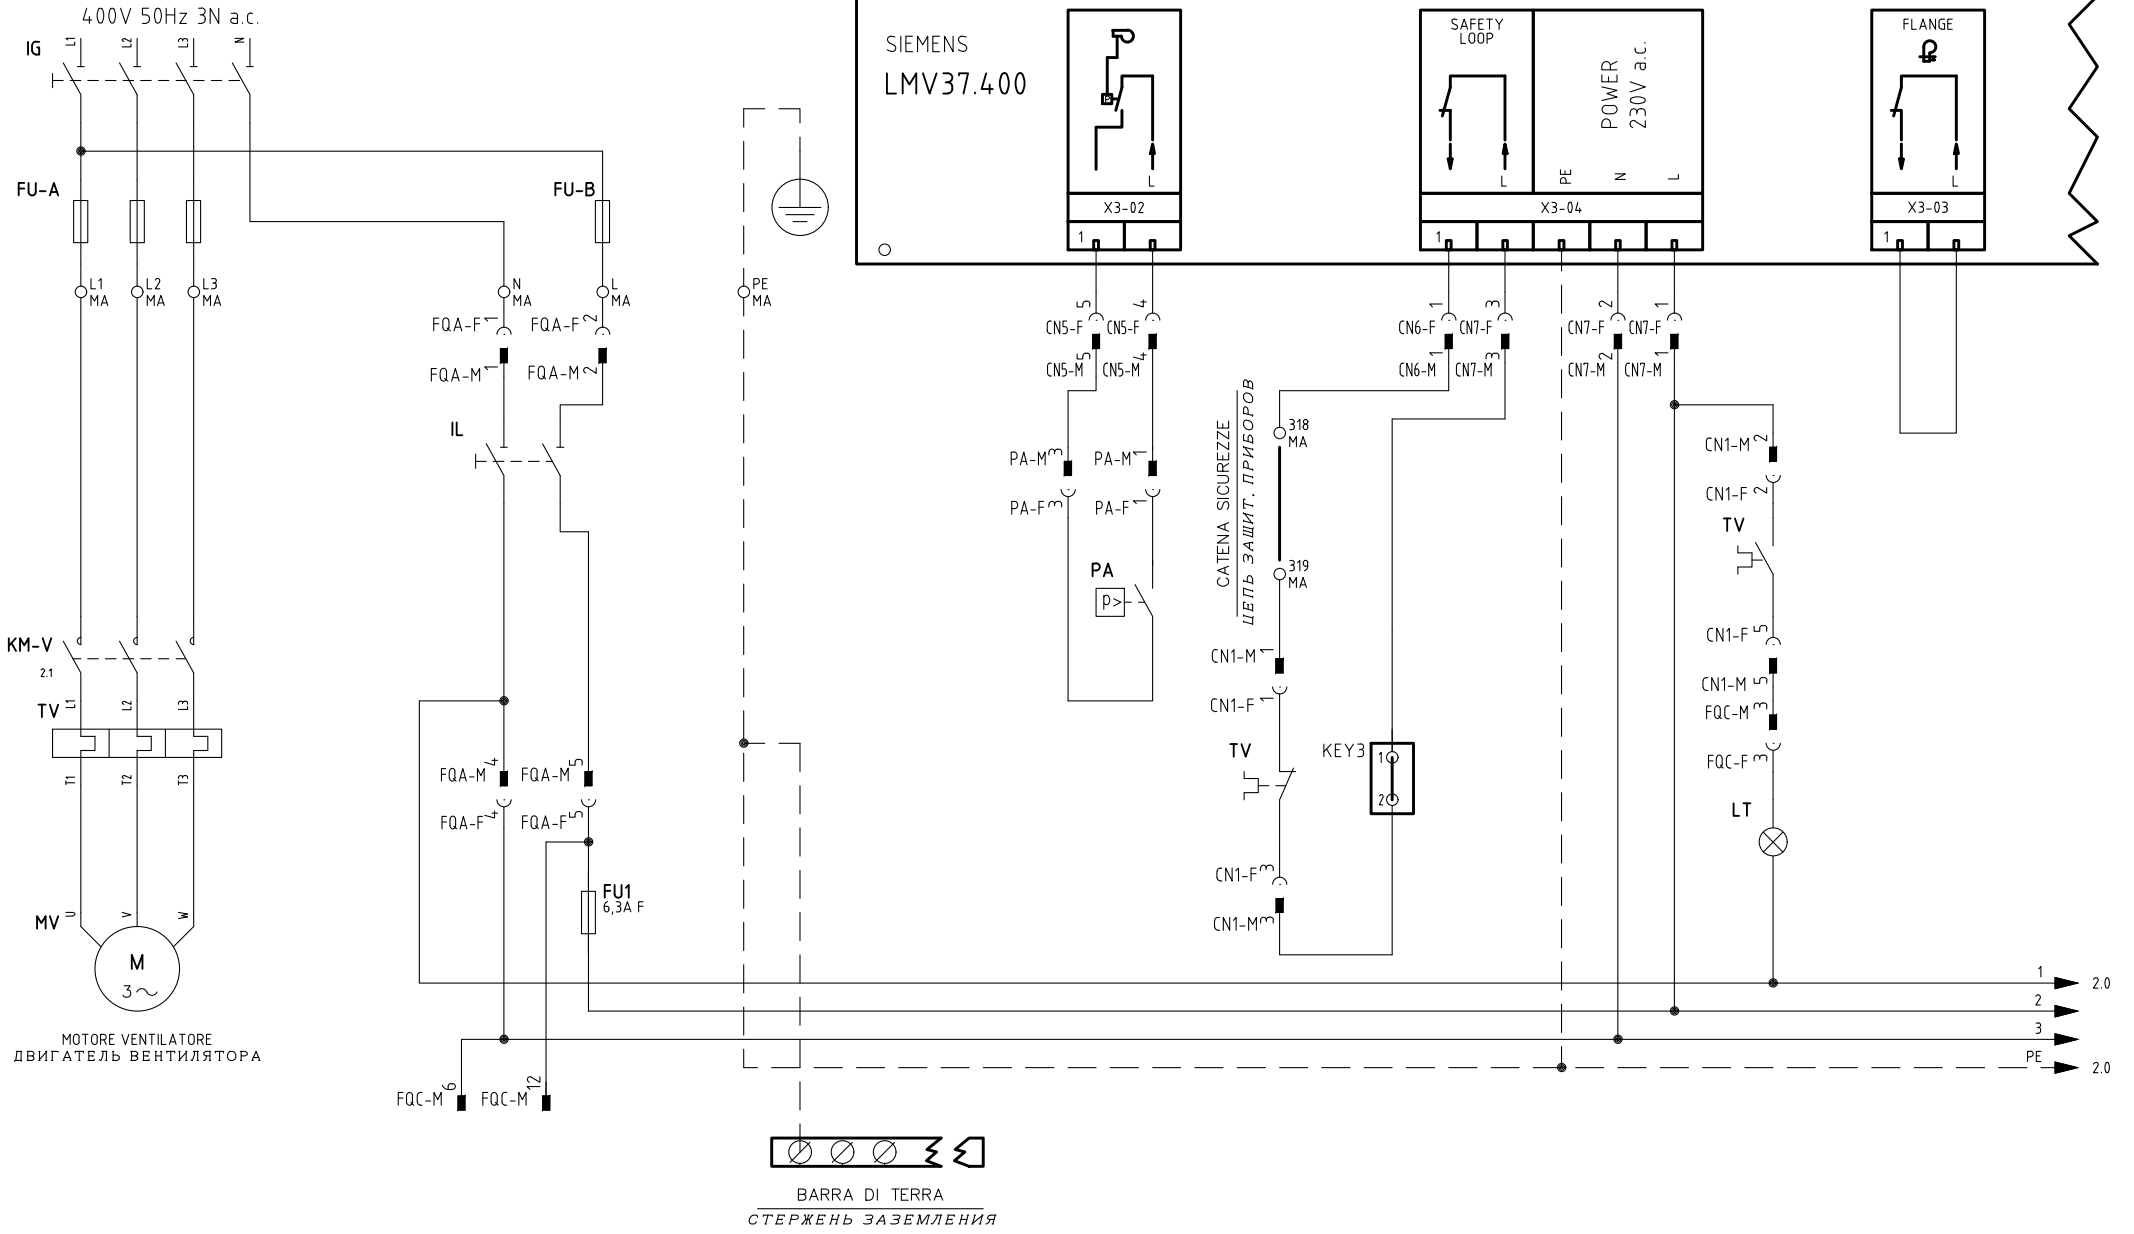 400V 50Hz 3N a.c.
IG
L1
L2
L3
N
FU-A
FU-B
L1
MA
L2
MA
L3
MA
N
MA
L
MA
PE
MA
FQA-F 1
FQA-F 2
FQA-M 1
FQA-M 2
IL
KM-V
2.1
TV
L1
L2
L3
T1
T2
T3
MV
U
V
W
M
3~
MOTORE VENTILATORE
ДВИГАТЕЛЬ ВЕНТИЛЯТОРА
FQA-M 4
FQA-M 5
FQA-F 4
FQA-F 5
FU1
6,3A F
FQC-M 6
FQC-M 12
BARRA DI TERRA
СТЕРЖЕНЬ ЗАЗЕМЛЕНИЯ
SIEMENS
LMV37.400
L
X3-02
1
SAFETY
LOOP
L
POWER
230V a.c.
PE
N
L
X3-04
1
FLANGE
L
X3-03
1
CN5-F 5
CN5-F 4
CN5-M 5
CN5-M 4
PA-M 3
PA-M 1
PA-F 3
PA-F 1
PA
P>
CN6-F 1
CN7-F 3
CN7-F 2
CN7-F 1
CN6-M 1
CN7-M 3
CN7-M 2
CN7-M 1
CATENA SICUREZZE
ЦЕПЬ ЗАЩИТ. ПРИБОРОВ
318
MA
319
MA
CN1-M 1
CN1-F 1
TV
CN1-F 3
CN1-M 3
KEY3
1
2
CN1-M 2
CN1-F 2
TV
CN1-F 5
CN1-M 5
FQC-M 3
FQC-F 3
LT
1
2.0
2
3
PE
2.0